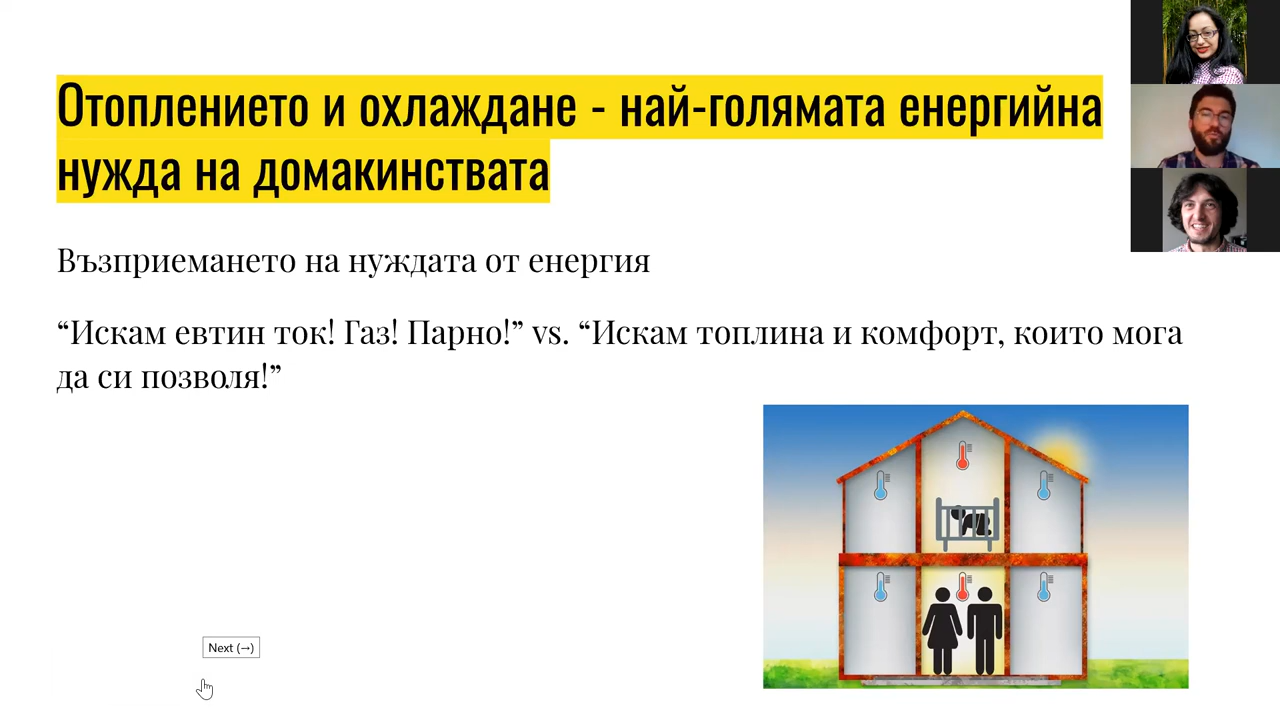 Отоплението и охлаждане - най-голямата енергийна
нужда на домакинствата
Възприемането на нуждата от енергия
“Искам евтин ток! Газ! Парно!” vs. “Искам топлина и комфорт, които мога
да си позволя!”
Next (→)